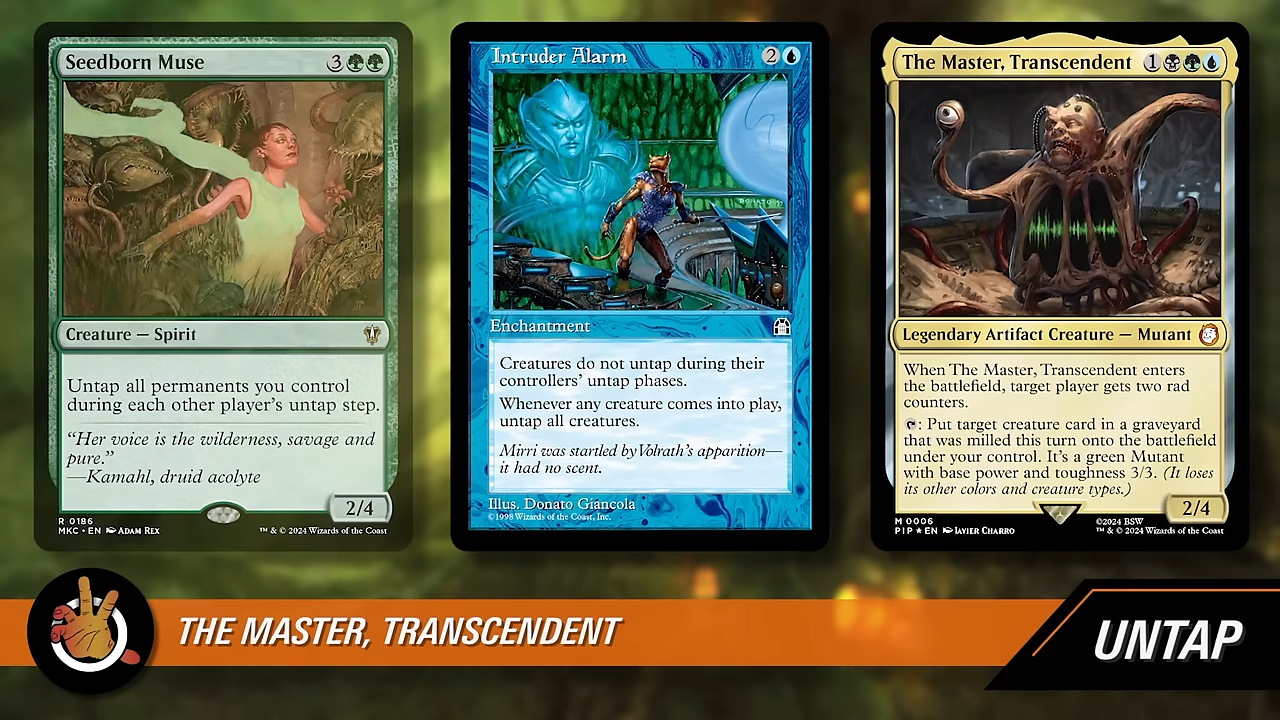 Seedborn Muse 3
Creature — Spirit
Untap all permanents you control
during each other player's untap step.
“Her voice is the wilderness, savage and
pure.”
—Kamahl, druid acolyte
2/4
R 0186
MKC • EN ADAM REX
™ & © 2024 Wizards of the Coast
Intruder Alarm 2
DONATO
Enchantment
Creatures do not untap during their
controllers' untap phases.
Whenever any creature comes into play,
untap all creatures.
Mirri was startled by Volrath's apparition—
it had no scent.
Illus. Donato Giancola
©1998 Wizards of the Coast, Inc.
The Master, Transcendent 1
Legendary Artifact Creature — Mutant
When The Master, Transcendent enters
the battlefield, target player gets two rad
counters.
: Put target creature card in a graveyard
that was milled this turn onto the battlefield
under your control. It's a green Mutant
with base power and toughness 3/3. (It loses
its other colors and creature types.)
2/4
M 0006
PIP ★ EN JAVIER CHARRO
©2024 BSW
™ & © 2024 Wizards of the Coast
THE MASTER, TRANSCENDENT
UNTAP